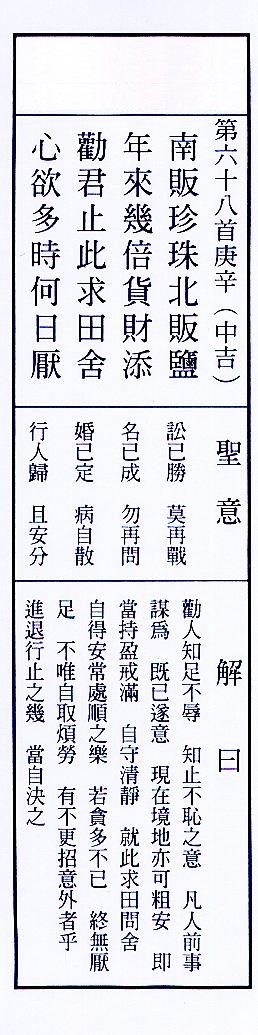 第六十八首庚辛（中吉）
南販珍珠北販鹽
年來幾倍貨財添
勸君止此求田舍
心欲多時何日厭
聖意
訟已勝　莫再戰
名已成　勿再問
婚已定　病自散
行人歸　且安分
解曰
勸人知足不辱　知止不恥之意　凡人前事
謀為　既已遂意　現在境地亦可粗安　即
當持盈戒滿　自守清靜　就此求田問舍
自得安常處順之樂　若貪多不已　終無厭
足　不唯自取煩勞　有不更招意外者乎
進退行止之幾　當自決之